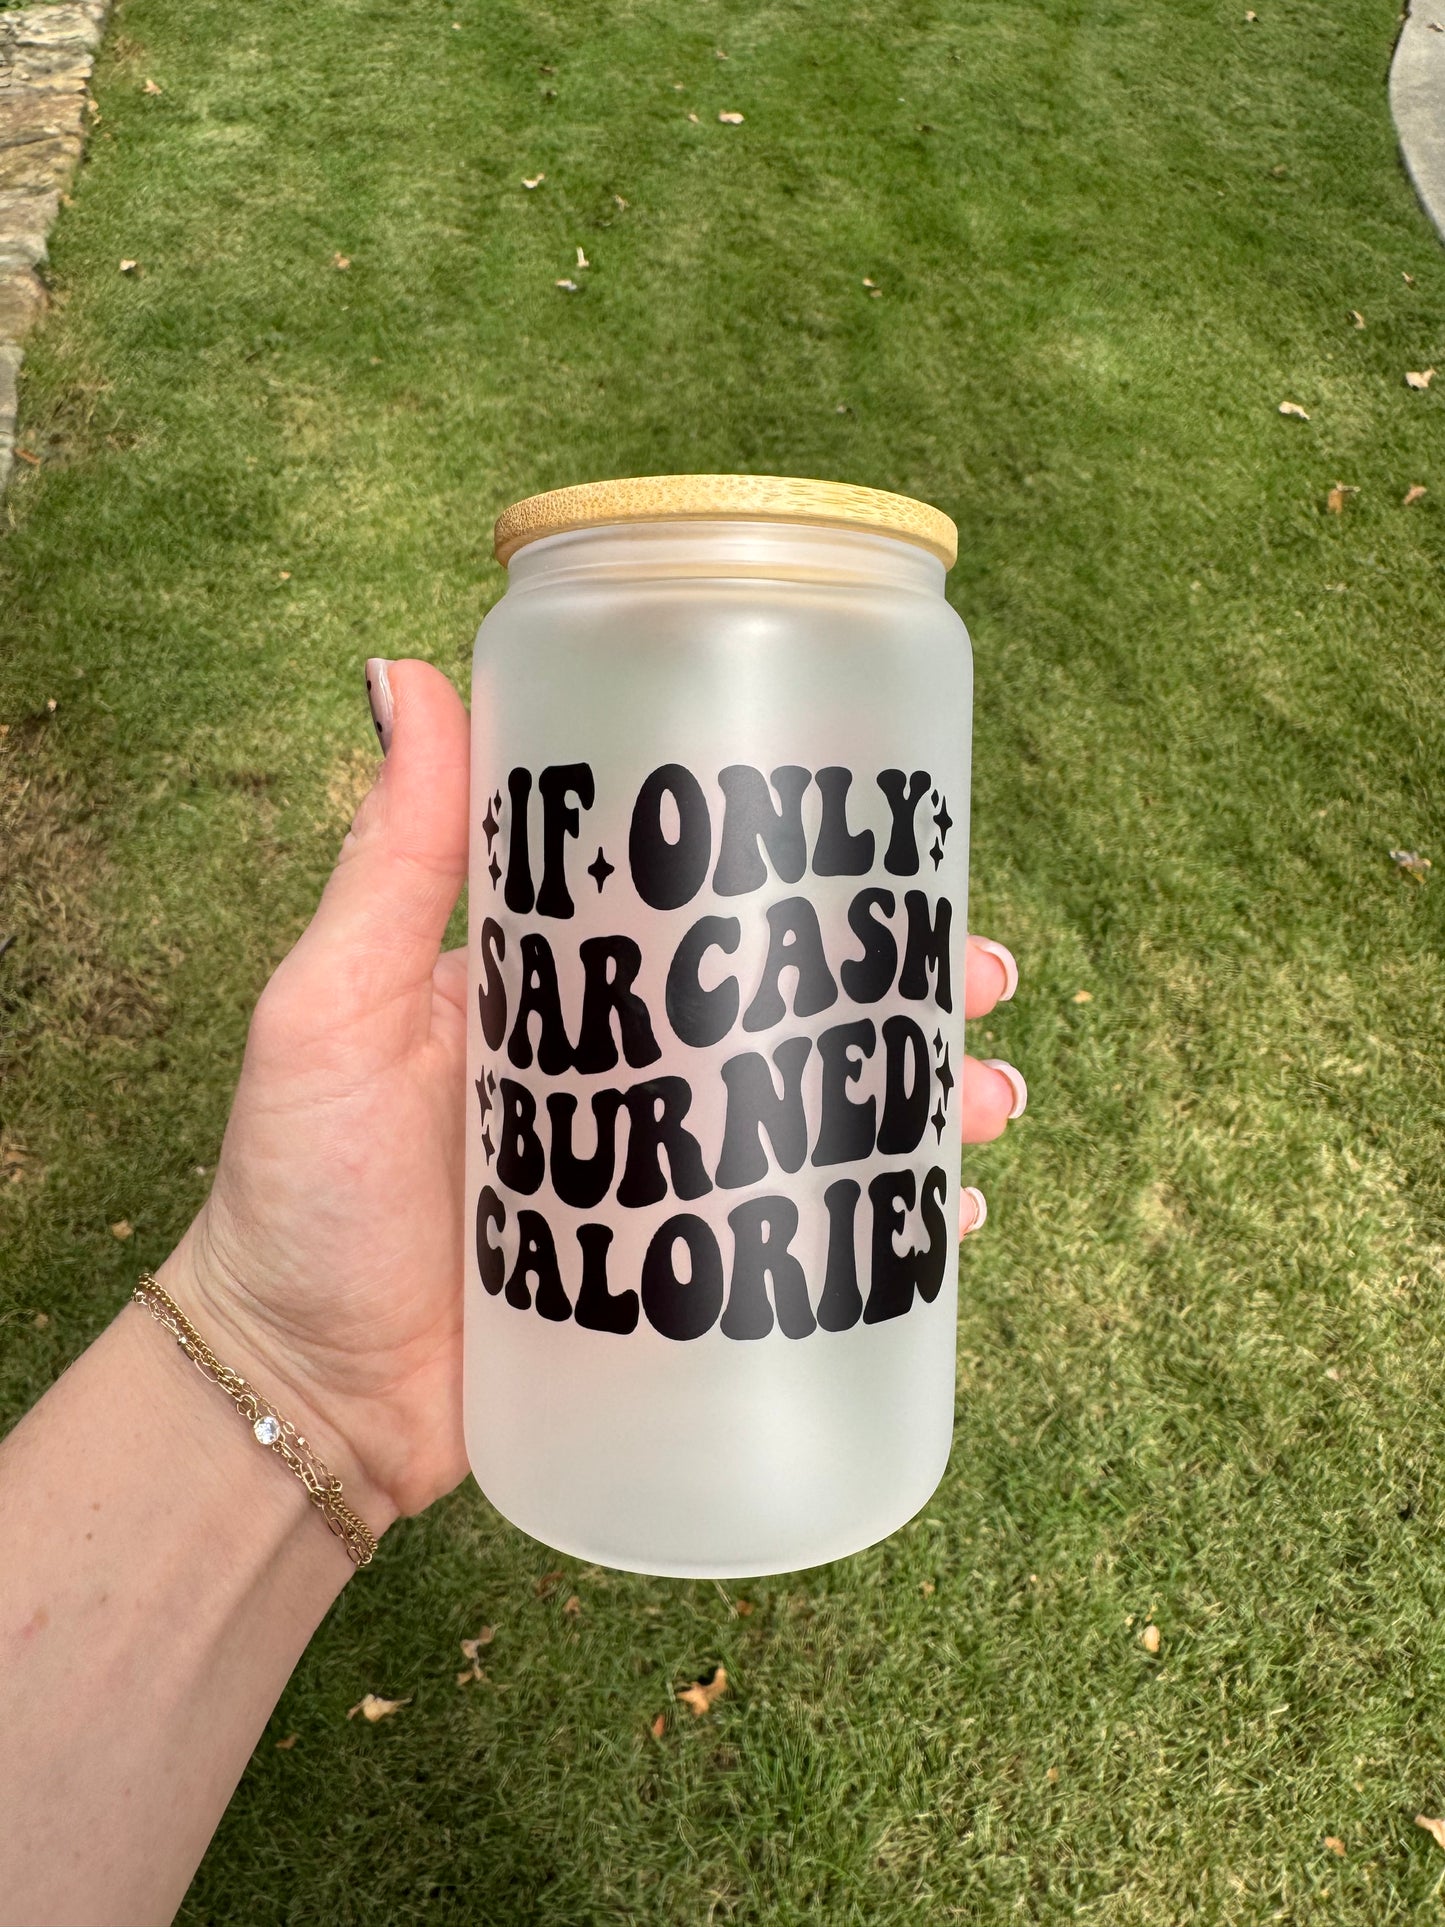 IF ONLY
SARCASM
BURNED
CALORIES